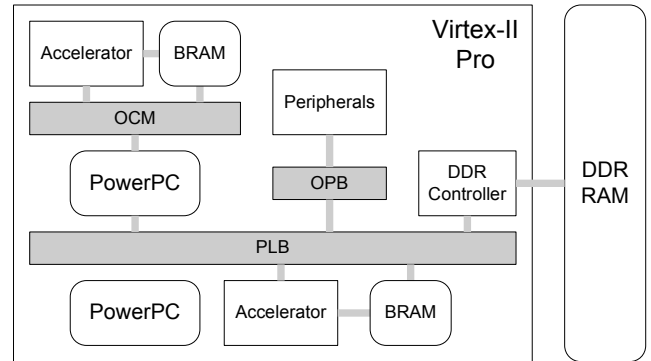 Virtex-II
Pro
Accelerator
BRAM
Peripherals
OCM
PowerPC
OPB
DDR
Controller
DDR
RAM
PLB
PowerPC
Accelerator
BRAM